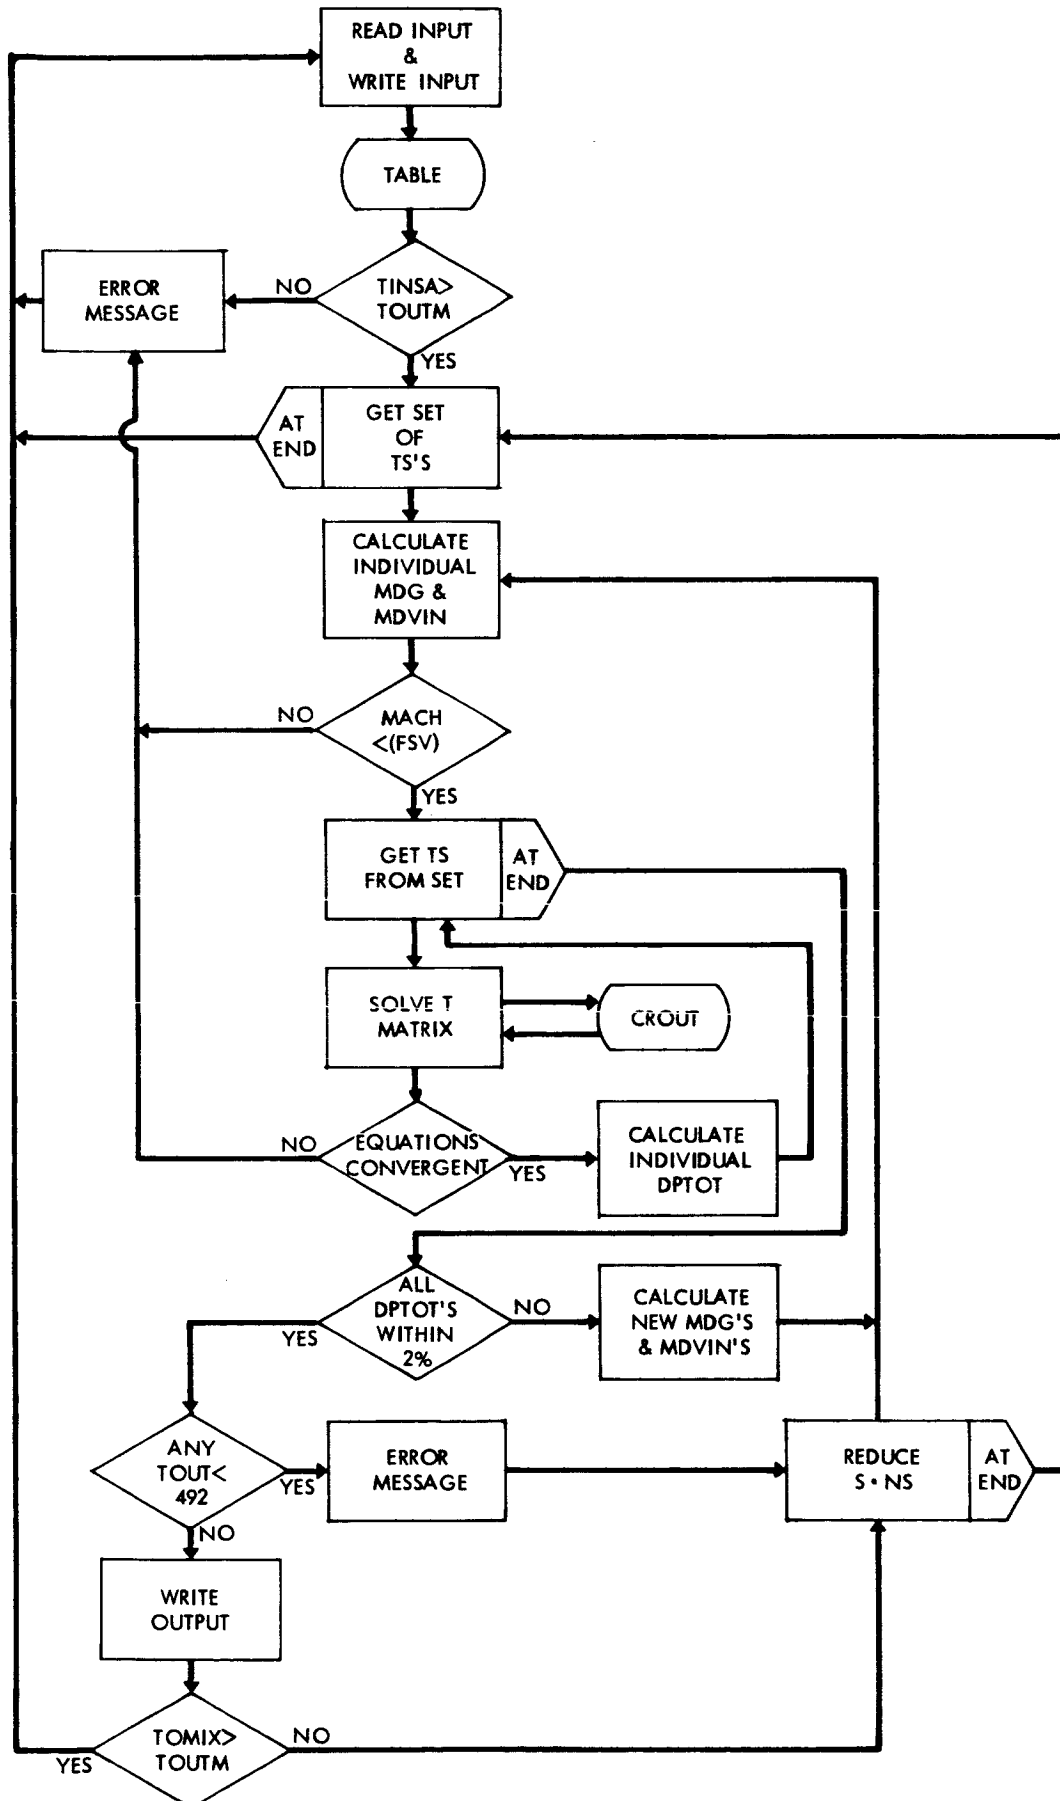 READ INPUT
&
WRITE INPUT
TABLE
TINSA>
TOUTM
NO
YES
ERROR
MESSAGE
AT
END
GET SET
OF
TS'S
CALCULATE
INDIVIDUAL
MDG &
MDVIN
MACH
<(FSV)
NO
YES
GET TS
FROM SET
AT
END
SOLVE T
MATRIX
CROUT
EQUATIONS
CONVERGENT
NO
YES
CALCULATE
INDIVIDUAL
DPTOT
ALL
DPTOT'S
WITHIN
2%
YES
NO
CALCULATE
NEW MDG'S
& MDVIN'S
ANY
TOUT<
492
YES
NO
ERROR
MESSAGE
REDUCE
S • NS
AT
END
WRITE
OUTPUT
TOMIX>
TOUTM
YES
NO